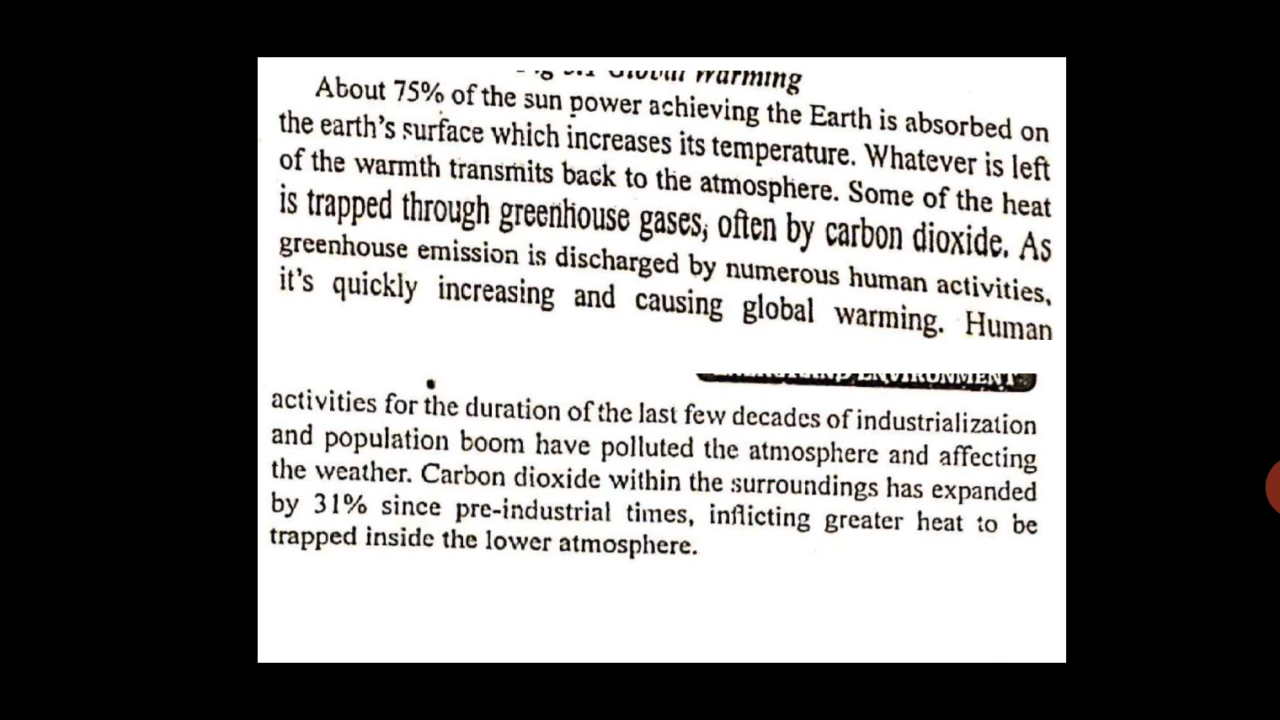 Global Warming
About 75% of the sun power achieving the Earth is absorbed on
the earth's surface which increases its temperature. Whatever is left
of the warmth transmits back to the atmosphere. Some of the heat
is trapped through greenhouse gases, often by carbon dioxide. As
greenhouse emission is discharged by numerous human activities,
it's quickly increasing and causing global warming. Human
ENVIRONMENT
activities for the duration of the last few decades of industrialization
and population boom have polluted the atmosphere and affecting
the weather. Carbon dioxide within the surroundings has expanded
by 31% since pre-industrial times, inflicting greater heat to be
trapped inside the lower atmosphere.